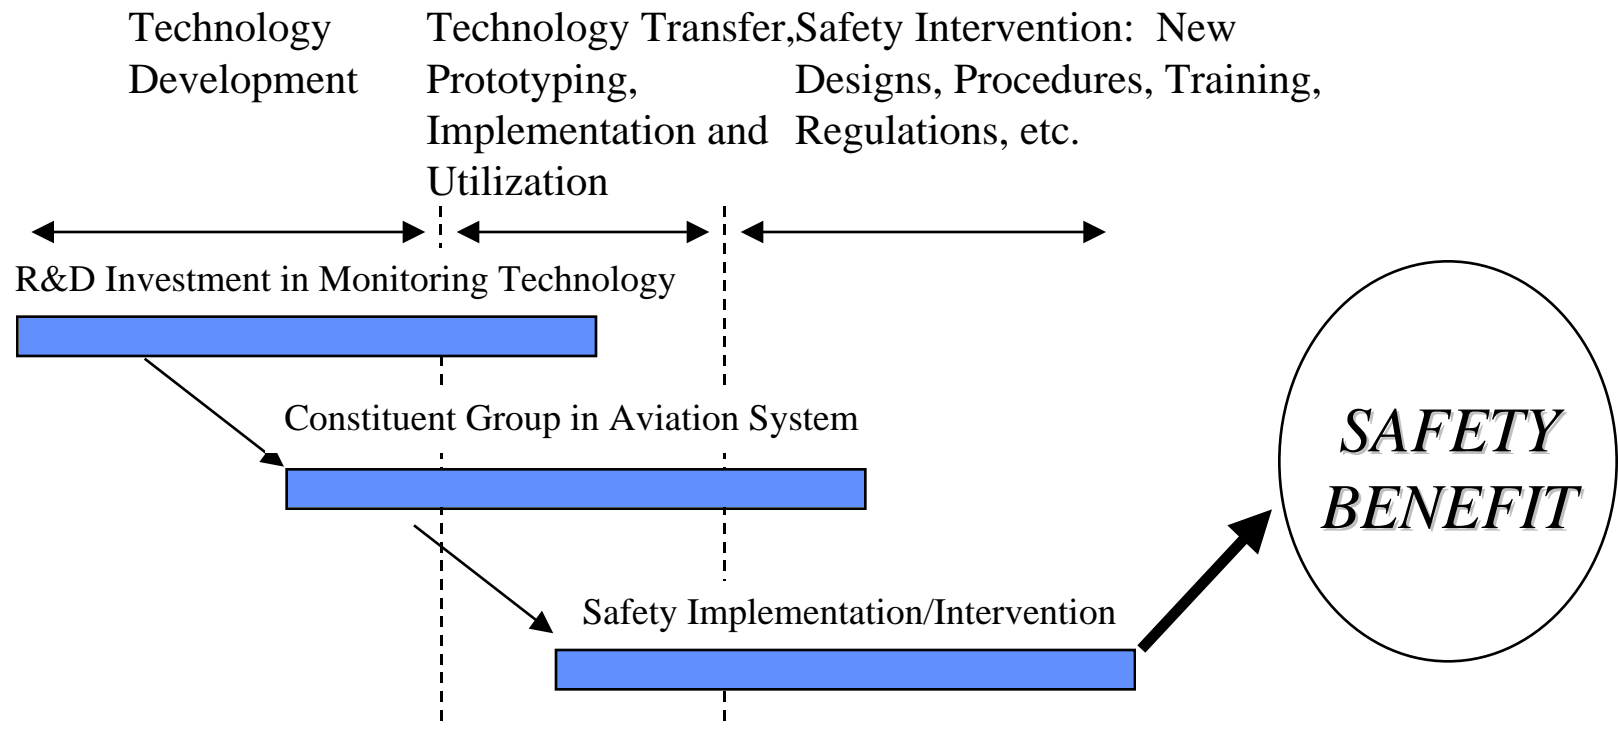 Technology
Development
Technology Transfer,
Prototyping,
Implementation and
Utilization
Safety Intervention:  New
Designs, Procedures, Training,
Regulations, etc.
R&D Investment in Monitoring Technology
Constituent Group in Aviation System
Safety Implementation/Intervention
SAFETY
BENEFIT